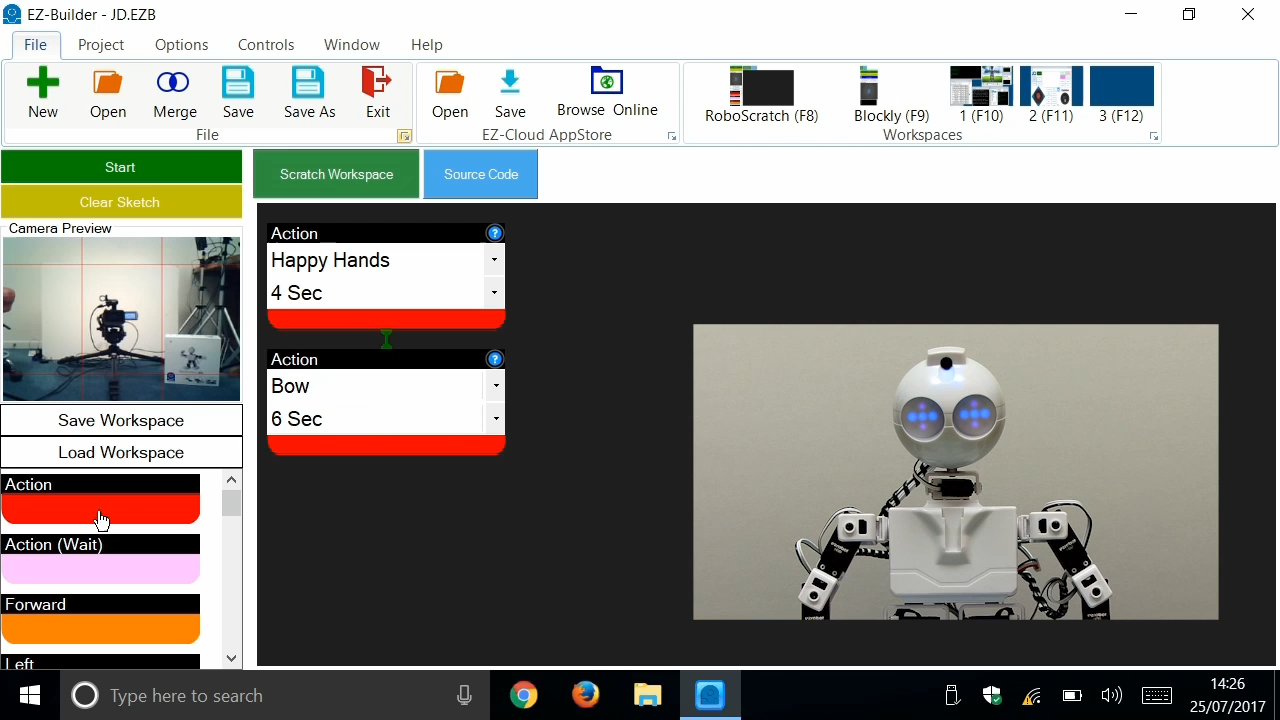 EZ-Builder - JD.EZB
File Project Options Controls Window Help
New Open Merge Save Save As Exit Open Save Browse Online RoboScratch (F8) Blockly (F9) 1 (F10) 2 (F11) 3 (F12)
File EZ-Cloud AppStore Workspaces
Start
Clear Sketch
Scratch Workspace Source Code
Camera Preview
Action
Happy Hands
4 Sec
Action
Bow
6 Sec
Save Workspace
Load Workspace
Action
Action (Wait)
Forward
Left
Type here to search
14:26
25/07/2017